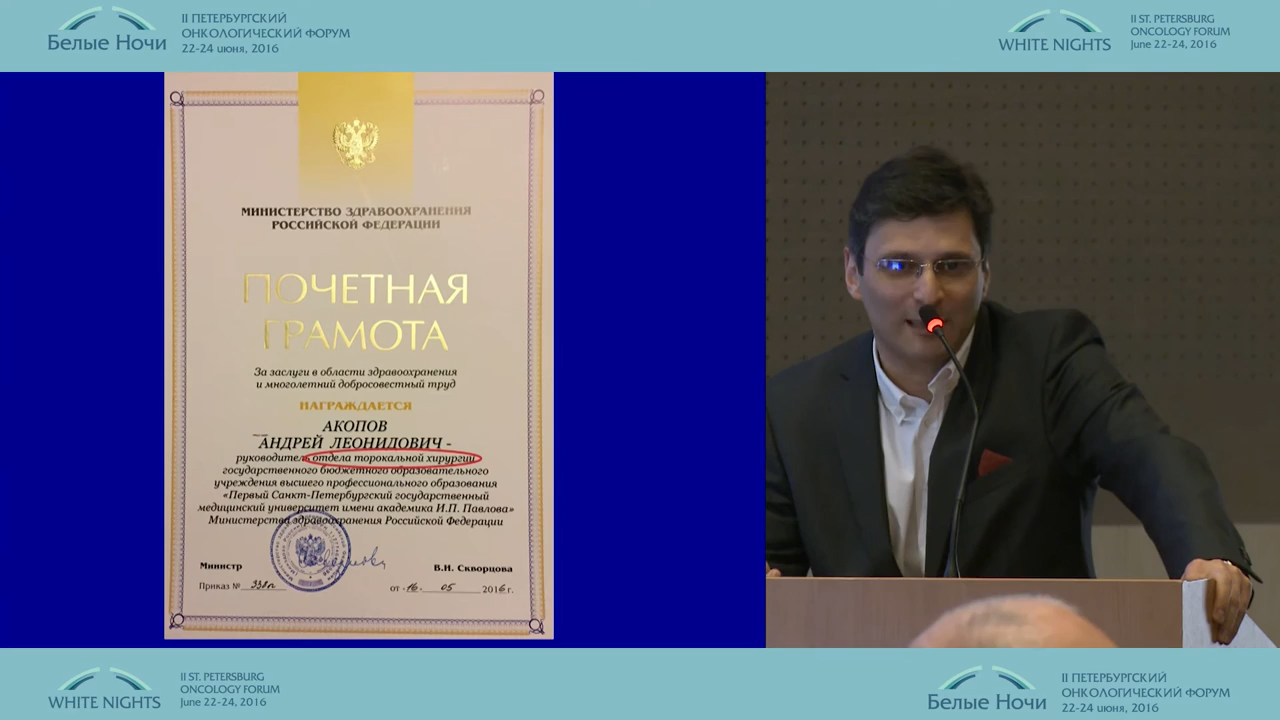 Белые Ночи
II ПЕТЕРБУРГСКИЙ
ОНКОЛОГИЧЕСКИЙ ФОРУМ
22-24 июня, 2016
WHITE NIGHTS
II ST. PETERSBURG
ONCOLOGY FORUM
June 22-24, 2016
МИНИСТЕРСТВО ЗДРАВООХРАНЕНИЯ
РОССИЙСКОЙ ФЕДЕРАЦИИ
ПОЧЕТНАЯ
ГРАМОТА
За заслуги в области здравоохранения
и многолетний добросовестный труд
НАГРАЖДАЕТСЯ
АКОПОВ
АНДРЕЙ ЛЕОНИДОВИЧ -
руководитель отдела торокальной хирургии
государственного бюджетного образовательного
учреждения высшего профессионального образования
«Первый Санкт-Петербургский государственный
медицинский университет имени академика И.П. Павлова»
Министерства здравоохранения Российской Федерации
Министр
В.И. Скворцова
Приказ № 338п
от - 16 - 05 2016 г.
WHITE NIGHTS
II ST. PETERSBURG
ONCOLOGY FORUM
June 22-24, 2016
Белые Ночи
II ПЕТЕРБУРГСКИЙ
ОНКОЛОГИЧЕСКИЙ ФОРУМ
22-24 июня, 2016